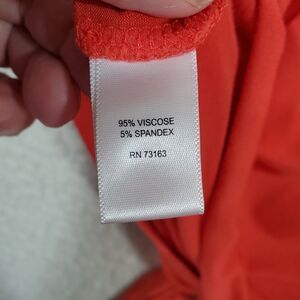 95% VISCOSE
5% SPANDEX
RN 73163